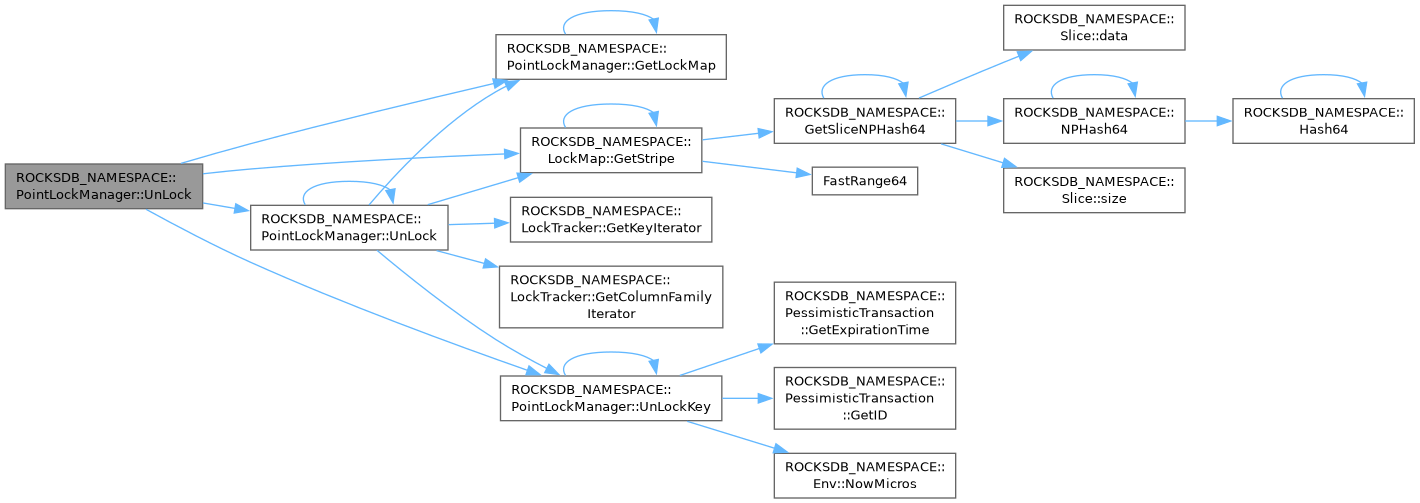 ROCKSDB_NAMESPACE::
PointLockManager::UnLock
ROCKSDB_NAMESPACE::
PointLockManager::GetLockMap
ROCKSDB_NAMESPACE::
LockMap::GetStripe
ROCKSDB_NAMESPACE::
PointLockManager::UnLock
ROCKSDB_NAMESPACE::
LockTracker::GetKeyIterator
ROCKSDB_NAMESPACE::
LockTracker::GetColumnFamily
Iterator
ROCKSDB_NAMESPACE::
PointLockManager::UnLockKey
ROCKSDB_NAMESPACE::
GetSliceNPHash64
FastRange64
ROCKSDB_NAMESPACE::
Slice::data
ROCKSDB_NAMESPACE::
NPHash64
ROCKSDB_NAMESPACE::
Hash64
ROCKSDB_NAMESPACE::
Slice::size
ROCKSDB_NAMESPACE::
PessimisticTransaction
::GetExpirationTime
ROCKSDB_NAMESPACE::
PessimisticTransaction
::GetID
ROCKSDB_NAMESPACE::
Env::NowMicros